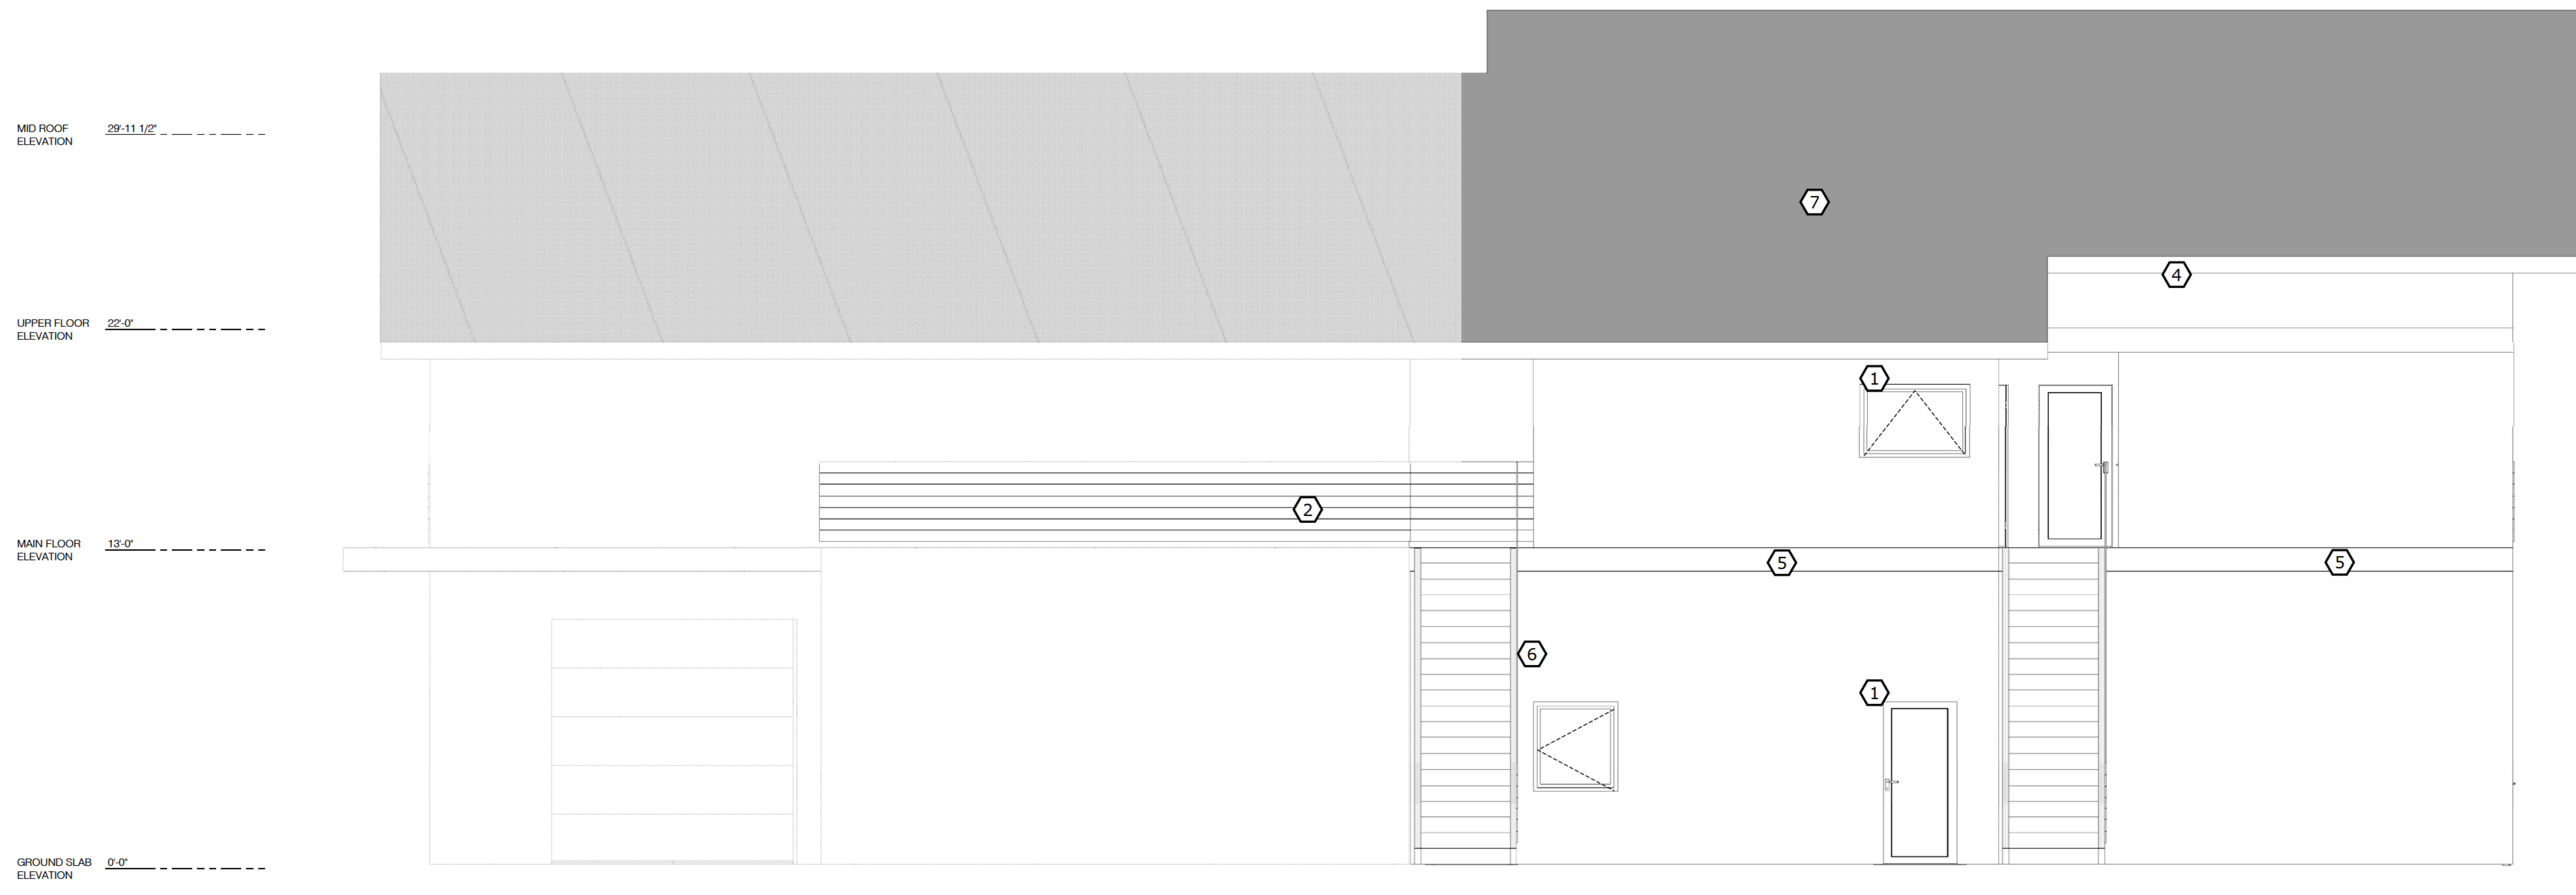 MID ROOF 29'-11 1/2"
ELEVATION
7
4
UPPER FLOOR 22'-0"
ELEVATION
1
2
MAIN FLOOR 13'-0"
ELEVATION
5 5
6
1
GROUND SLAB 0'-0"
ELEVATION